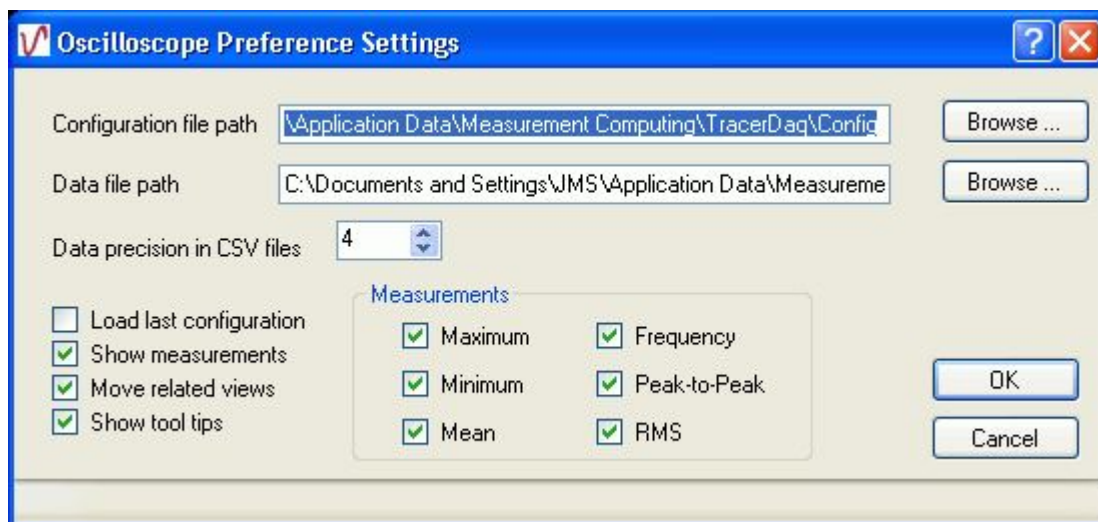 Oscilloscope Preference Settings
Configuration file path \Application Data\Measurement Computing\TracerDaq\Config Browse ...
Data file path C:\Documents and Settings\JMS\Application Data\Measureme Browse ...
Data precision in CSV files 4
Measurements
Load last configuration
Show measurements
Move related views
Show tool tips
Maximum Frequency
Minimum Peak-to-Peak
Mean RMS
OK
Cancel